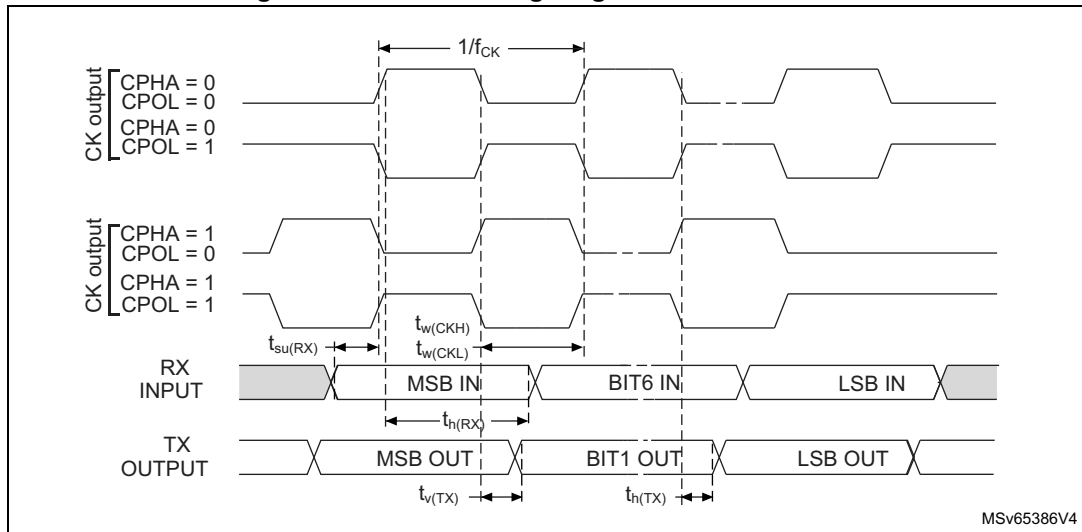 1/fCK
CK output
CPHA = 0
CPOL = 0
CPHA = 0
CPOL = 1
CK output
CPHA = 1
CPOL = 0
CPHA = 1
CPOL = 1
tw(CKH)
tsu(RX)
tw(CKL)
RX
INPUT
MSB IN
BIT6 IN
LSB IN
th(RX)
TX
OUTPUT
MSB OUT
BIT1 OUT
LSB OUT
tv(TX)
th(TX)
MSv65386V4